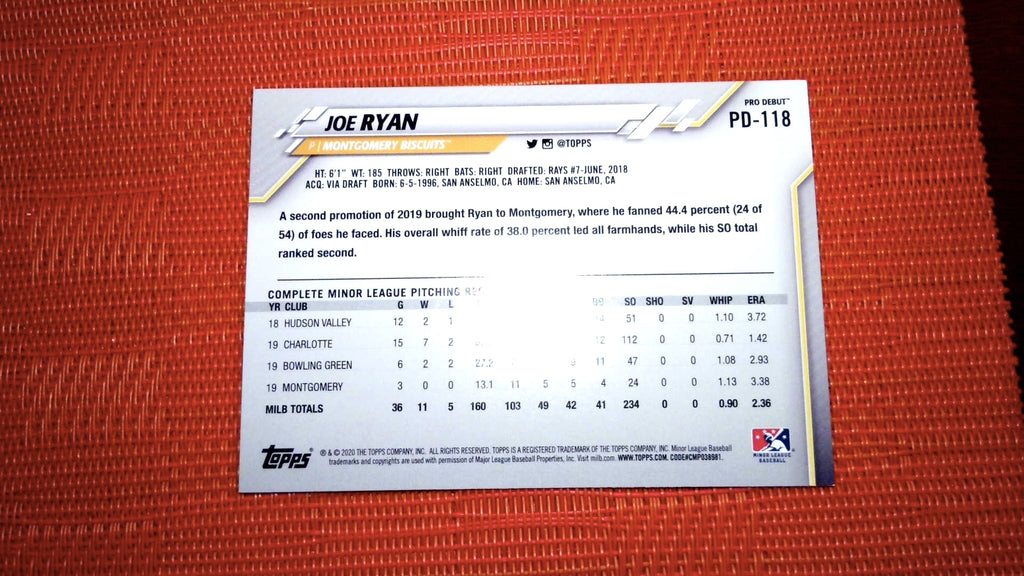 PRO DEBUT™
JOE RYAN
PD-118
P | MONTGOMERY BISCUITS™
@TOPPS
HT: 6'1" WT: 185 THROWS: RIGHT BATS: RIGHT DRAFTED: RAYS #7-JUNE, 2018
ACQ: VIA DRAFT BORN: 6-5-1996, SAN ANSELMO, CA HOME: SAN ANSELMO, CA
A second promotion of 2019 brought Ryan to Montgomery, where he fanned 44.4 percent (24 of
54) of foes he faced. His overall whiff rate of 38.0 percent led all farmhands, while his SO total
ranked second.
COMPLETE MINOR LEAGUE PITCHING
YR CLUB G W L SO SHO SV WHIP ERA
18 HUDSON VALLEY 12 2 1 51 0 0 1.10 3.72
19 CHARLOTTE 15 7 2 112 0 0 0.71 1.42
19 BOWLING GREEN 6 2 2 27.2 11 47 0 0 1.08 2.93
19 MONTGOMERY 3 0 0 13.1 11 5 5 4 24 0 0 1.13 3.38
MILB TOTALS 36 11 5 160 103 49 42 41 234 0 0 0.90 2.36
topps®
® & © 2020 THE TOPPS COMPANY, INC. ALL RIGHTS RESERVED. TOPPS IS A REGISTERED TRADEMARK OF THE TOPPS COMPANY, INC. Minor League Baseball
trademarks and copyrights are used with permission of Major League Baseball Properties, Inc. Visit milb.com. WWW.TOPPS.COM. CODE#CMP038981.
MINOR LEAGUE
BASEBALL